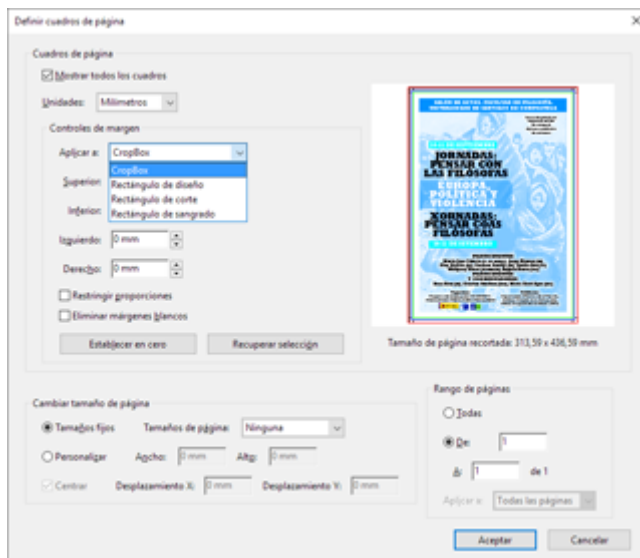 Definir cuadros de página
Cuadros de página
Mostrar todos los cuadros
Unidades: Milímetros
Controles de margen
Aplicar a: CropBox
CropBox
Rectángulo de diseño
Rectángulo de corte
Rectángulo de sangrado
Superior:
Inferior:
Izquierdo: 0 mm
Derecho: 0 mm
Restringir proporciones
Eliminar márgenes blancos
Establecer en cero
Recuperar selección
JORNADAS:
PENSAR CON
LAS FILÓSOFAS
EUROPA,
POLÍTICA Y
VIOLENCIA
XORNADAS:
PENSAR COAS
FILÓSOFAS
Tamaño de página recortada: 313,59 x 436,59 mm
Cambiar tamaño de página
Tamaños fijos
Tamaños de página: Ninguna
Personalizar
Ancho: 0 mm
Alto: 0 mm
Centrar
Desplazamiento X: 0 mm
Desplazamiento Y: 0 mm
Rango de páginas
Todas
De: 1
A: 1 de 1
Aplicar a: Todas las páginas
Aceptar
Cancelar